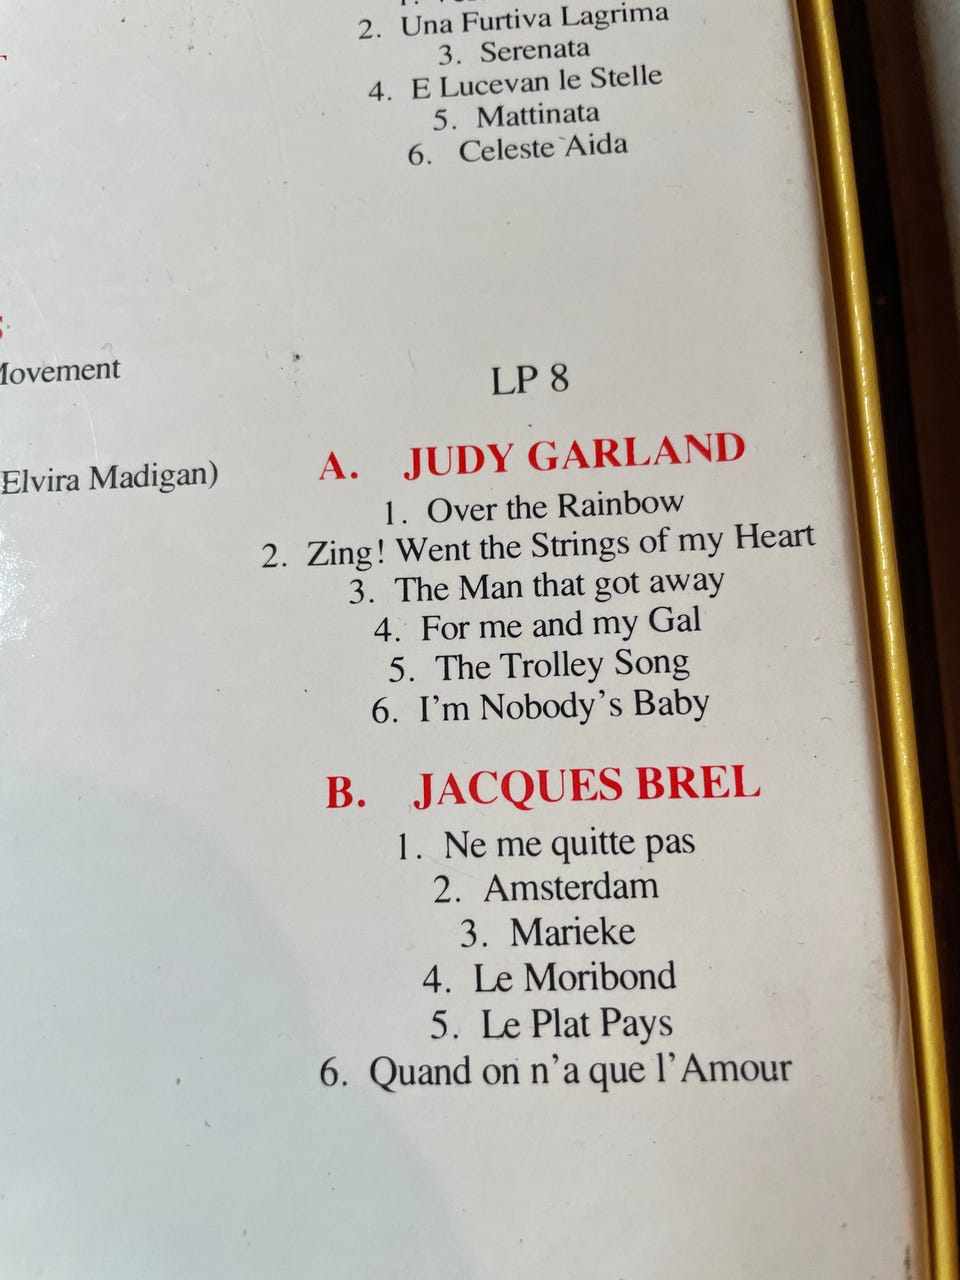 2. Una Furtiva Lagrima
3. Serenata
4. E Lucevan le Stelle
5. Mattinata
6. Celeste Aida
Elvira Madigan)
LP 8
A. JUDY GARLAND
1. Over the Rainbow
2. Zing! Went the Strings of my Heart
3. The Man that got away
4. For me and my Gal
5. The Trolley Song
6. I'm Nobody's Baby
B. JACQUES BREL
1. Ne me quitte pas
2. Amsterdam
3. Marieke
4. Le Moribond
5. Le Plat Pays
6. Quand on n'a que l'Amour